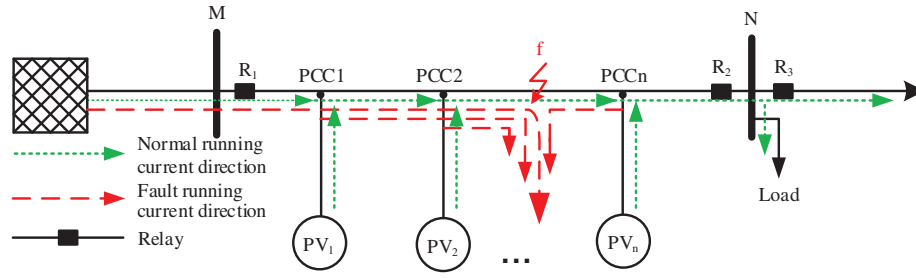 M
N
f
R1
PCC1
PCC2
PCCn
R2
R3
Normal running
current direction
Fault running
current direction
Relay
Load
PV1
PV2
...
PVn